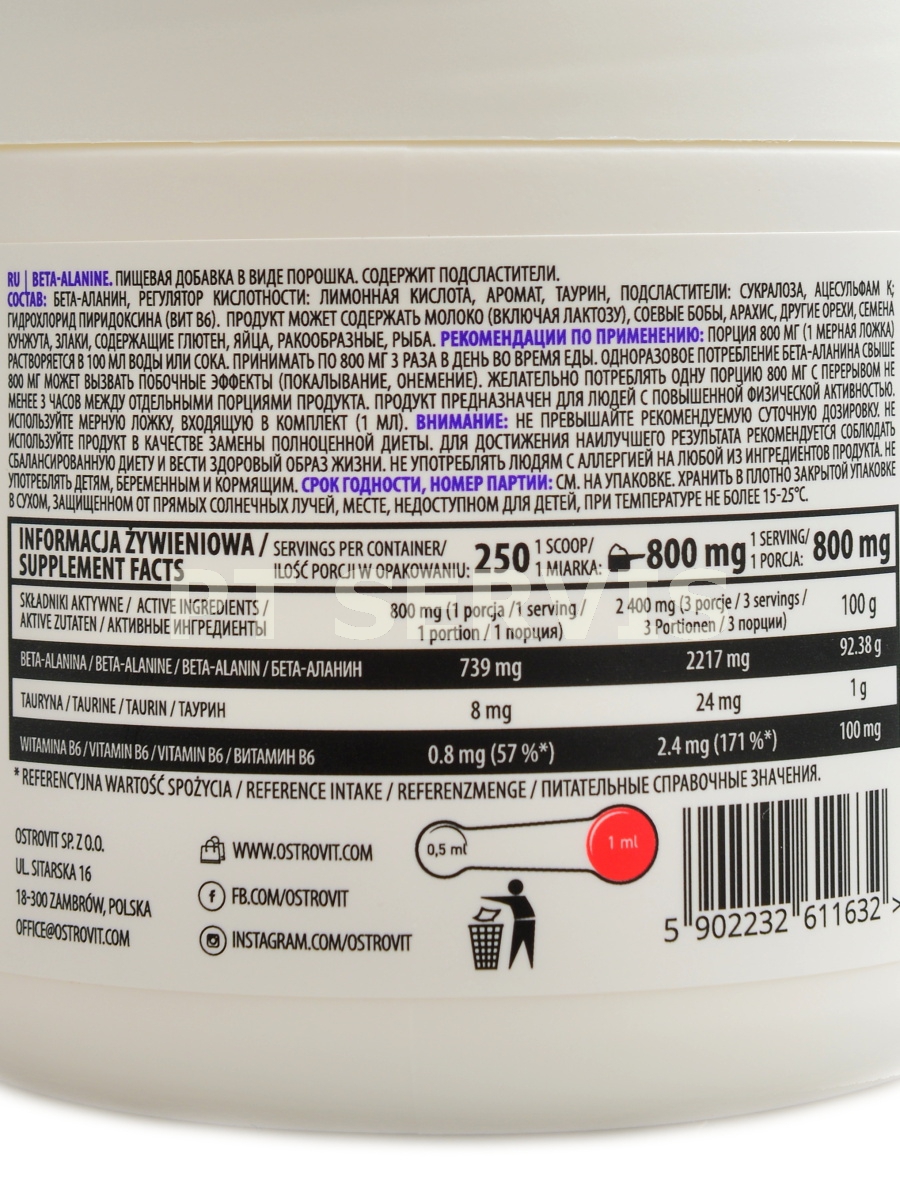 RU | BETA-ALANINE. ПИЩЕВАЯ ДОБАВКА В ВИДЕ ПОРОШКА. СОДЕРЖИТ ПОДСЛАСТИТЕЛИ.
СОСТАВ: БЕТА-АЛАНИН, РЕГУЛЯТОР КИСЛОТНОСТИ: ЛИМОННАЯ КИСЛОТА, АРОМАТ, ТАУРИН, ПОДСЛАСТИТЕЛИ: СУКРАЛОЗА, АЦЕСУЛЬФАМ К;
ГИДРОХЛОРИД ПИРИДОКСИНА (ВИТ В6). ПРОДУКТ МОЖЕТ СОДЕРЖАТЬ МОЛОКО (ВКЛЮЧАЯ ЛАКТОЗУ), СОЕВЫЕ БОБЫ, АРАХИС, ДРУГИЕ ОРЕХИ, СЕМЕНА
КУНЖУТА, ЗЛАКИ, СОДЕРЖАЩИЕ ГЛЮТЕН, ЯЙЦА, РАКООБРАЗНЫЕ, РЫБА. РЕКОМЕНДАЦИИ ПО ПРИМЕНЕНИЮ: ПОРЦИЯ 800 МГ (1 МЕРНАЯ ЛОЖКА)
РАСТВОРЯЕТСЯ В 100 МЛ ВОДЫ ИЛИ СОКА. ПРИНИМАТЬ ПО 800 МГ 3 РАЗА В ДЕНЬ ВО ВРЕМЯ ЕДЫ. ОДНОРАЗОВОЕ ПОТРЕБЛЕНИЕ БЕТА-АЛАНИНА СВЫШЕ
800 МГ МОЖЕТ ВЫЗВАТЬ ПОБОЧНЫЕ ЭФФЕКТЫ (ПОКАЛЫВАНИЕ, ОНЕМЕНИЕ). ЖЕЛАТЕЛЬНО ПОТРЕБЛЯТЬ ОДНУ ПОРЦИЮ 800 МГ С ПЕРЕРЫВОМ НЕ
МЕНЕЕ 3 ЧАСОВ МЕЖДУ ОТДЕЛЬНЫМИ ПОРЦИЯМИ ПРОДУКТА. ПРОДУКТ ПРЕДНАЗНАЧЕН ДЛЯ ЛЮДЕЙ С ПОВЫШЕННОЙ ФИЗИЧЕСКОЙ АКТИВНОСТЬЮ.
ИСПОЛЬЗУЙТЕ МЕРНУЮ ЛОЖКУ, ВХОДЯЩУЮ В КОМПЛЕКТ (1 МЛ). ВНИМАНИЕ: НЕ ПРЕВЫШАЙТЕ РЕКОМЕНДУЕМУЮ СУТОЧНУЮ ДОЗИРОВКУ. НЕ
ИСПОЛЬЗУЙТЕ ПРОДУКТ В КАЧЕСТВЕ ЗАМЕНЫ ПОЛНОЦЕННОЙ ДИЕТЫ. ДЛЯ ДОСТИЖЕНИЯ НАИЛУЧШЕГО РЕЗУЛЬТАТА РЕКОМЕНДУЕТСЯ СОБЛЮДАТЬ
СБАЛАНСИРОВАННУЮ ДИЕТУ И ВЕСТИ ЗДОРОВЫЙ ОБРАЗ ЖИЗНИ. НЕ УПОТРЕБЛЯТЬ ЛЮДЯМ С АЛЛЕРГИЕЙ НА ЛЮБОЙ ИЗ ИНГРЕДИЕНТОВ ПРОДУКТА. НЕ
УПОТРЕБЛЯТЬ ДЕТЯМ, БЕРЕМЕННЫМ И КОРМЯЩИМ. СРОК ГОДНОСТИ, НОМЕР ПАРТИИ: СМ. НА УПАКОВКЕ. ХРАНИТЬ В ПЛОТНО ЗАКРЫТОЙ УПАКОВКЕ
В СУХОМ, ЗАЩИЩЕННОМ ОТ ПРЯМЫХ СОЛНЕЧНЫХ ЛУЧЕЙ, МЕСТЕ, НЕДОСТУПНОМ ДЛЯ ДЕТЕЙ, ПРИ ТЕМПЕРАТУРЕ НЕ БОЛЕЕ 15-25°C.
INFORMACJA ŻYWIENIOWA / SUPPLEMENT FACTS
SERVINGS PER CONTAINER/ ILOŚĆ PORCJI W OPAKOWANIU: 250
1 SCOOP/ 1 MIARKA: 800 mg
1 SERVING/ 1 PORCJA: 800 mg
SKŁADNIKI AKTYWNE / ACTIVE INGREDIENTS /
AKTIVE ZUTATEN / АКТИВНЫЕ ИНГРЕДИЕНТЫ
800 mg (1 porcja /1 serving /
1 portion / 1 порция)
2 400 mg (3 porcje / 3 servings /
3 Portionen / 3 порции)
100 g
BETA-ALANINA / BETA-ALANINE / BETA-ALANIN / БЕТА-АЛАНИН 739 mg 2217 mg 92.38 g
TAURYNA / TAURINE / TAURIN / ТАУРИН 8 mg 24 mg 1 g
WITAMINA B6 / VITAMIN B6 / VITAMIN B6 / ВИТАМИН B6 0.8 mg (57 %*) 2.4 mg (171 %*) 100 mg
* REFERENCYJNA WARTOŚĆ SPOŻYCIA / REFERENCE INTAKE / REFERENZMENGE / ПИТАТЕЛЬНЫЕ СПРАВОЧНЫЕ ЗНАЧЕНИЯ.
PT SERVIS
OSTROVIT SP. Z O.O.
UL. SITARSKA 16
18-300 ZAMBRÓW, POLSKA
OFFICE@OSTROVIT.COM
WWW.OSTROVIT.COM
FB.COM/OSTROVIT
INSTAGRAM.COM/OSTROVIT
0,5 ml
1 ml
5 902232 611632 >